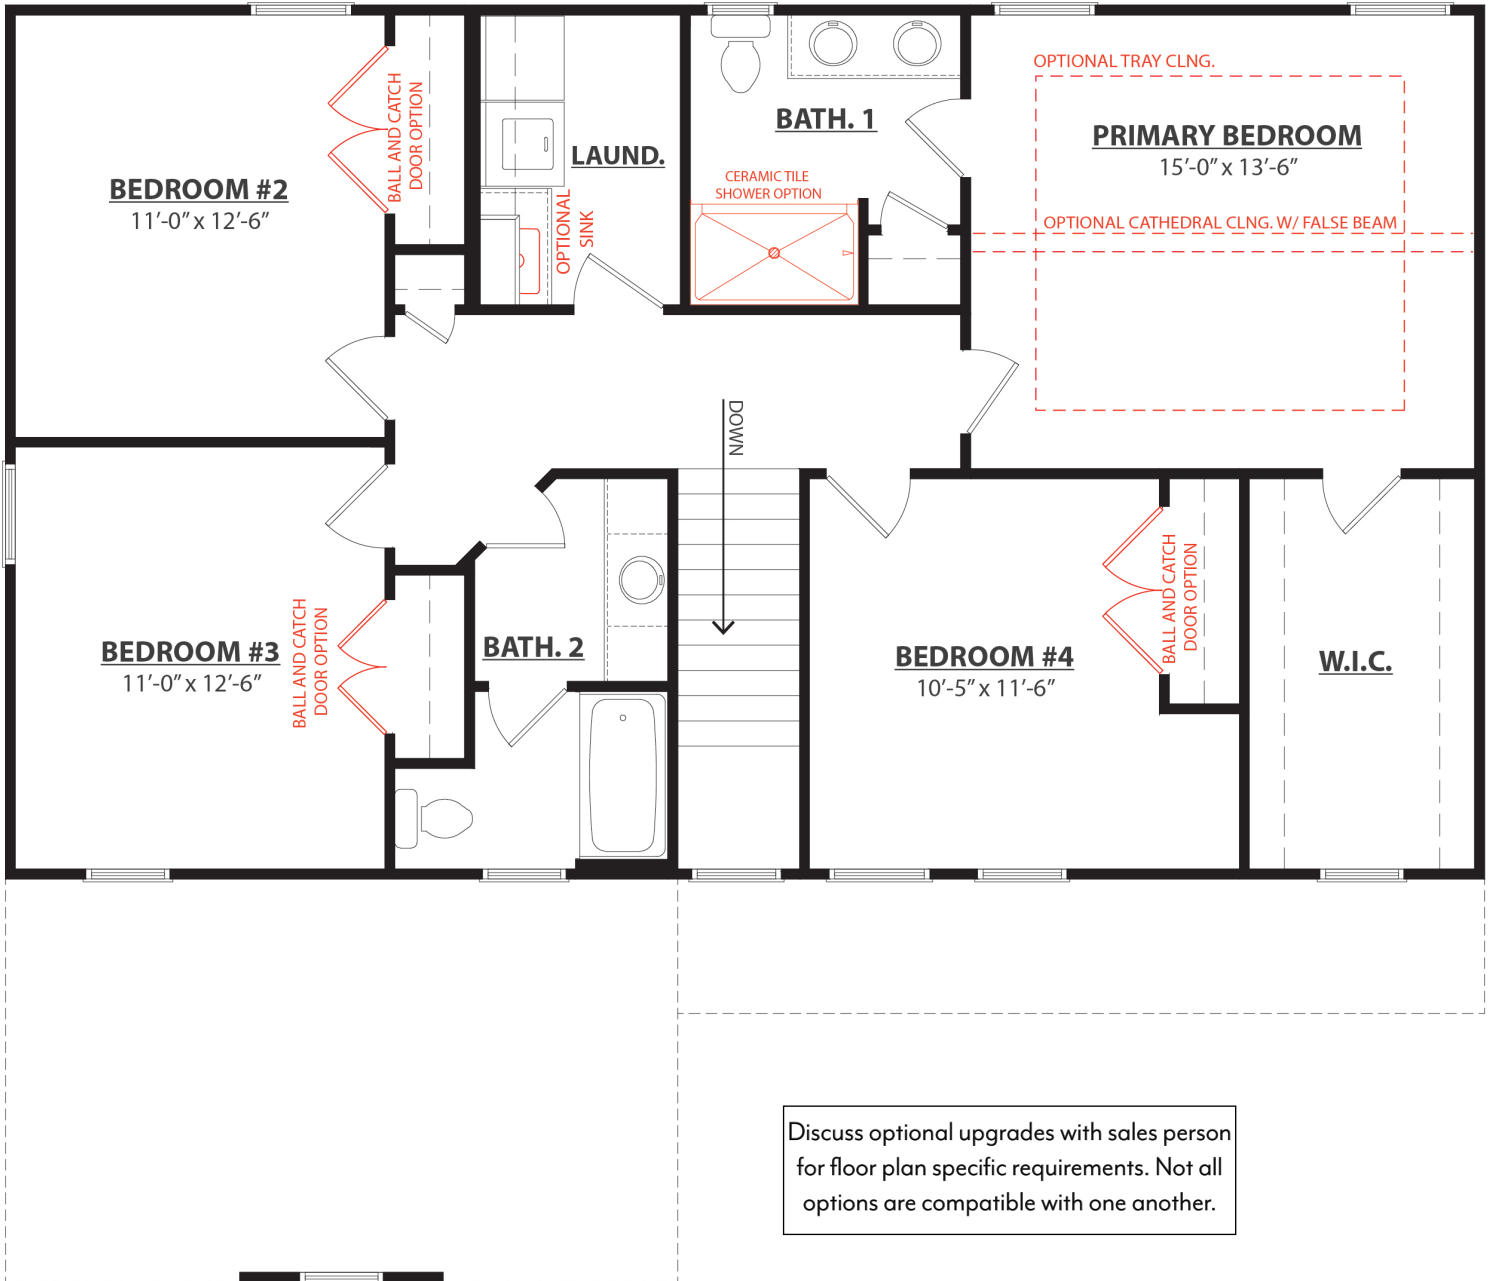 OPTIONAL TRAY CLNG.
BALL AND CATCH
DOOR OPTION
BATH. 1
PRIMARY BEDROOM
15’-0” x 13’-6”
LAUND.
CERAMIC TILE
SHOWER OPTION
BEDROOM #2
11’-0” x 12’-6”
OPTIONAL
SINK
OPTIONAL CATHEDRAL CLNG. W/ FALSE BEAM
DOWN
BALL AND CATCH
DOOR OPTION
BEDROOM #3
11’-0” x 12’-6”
BALL AND CATCH
DOOR OPTION
BATH. 2
BEDROOM #4
10’-5” x 11’-6”
W.I.C.
Discuss optional upgrades with sales person
for floor plan specific requirements. Not all
options are compatible with one another.